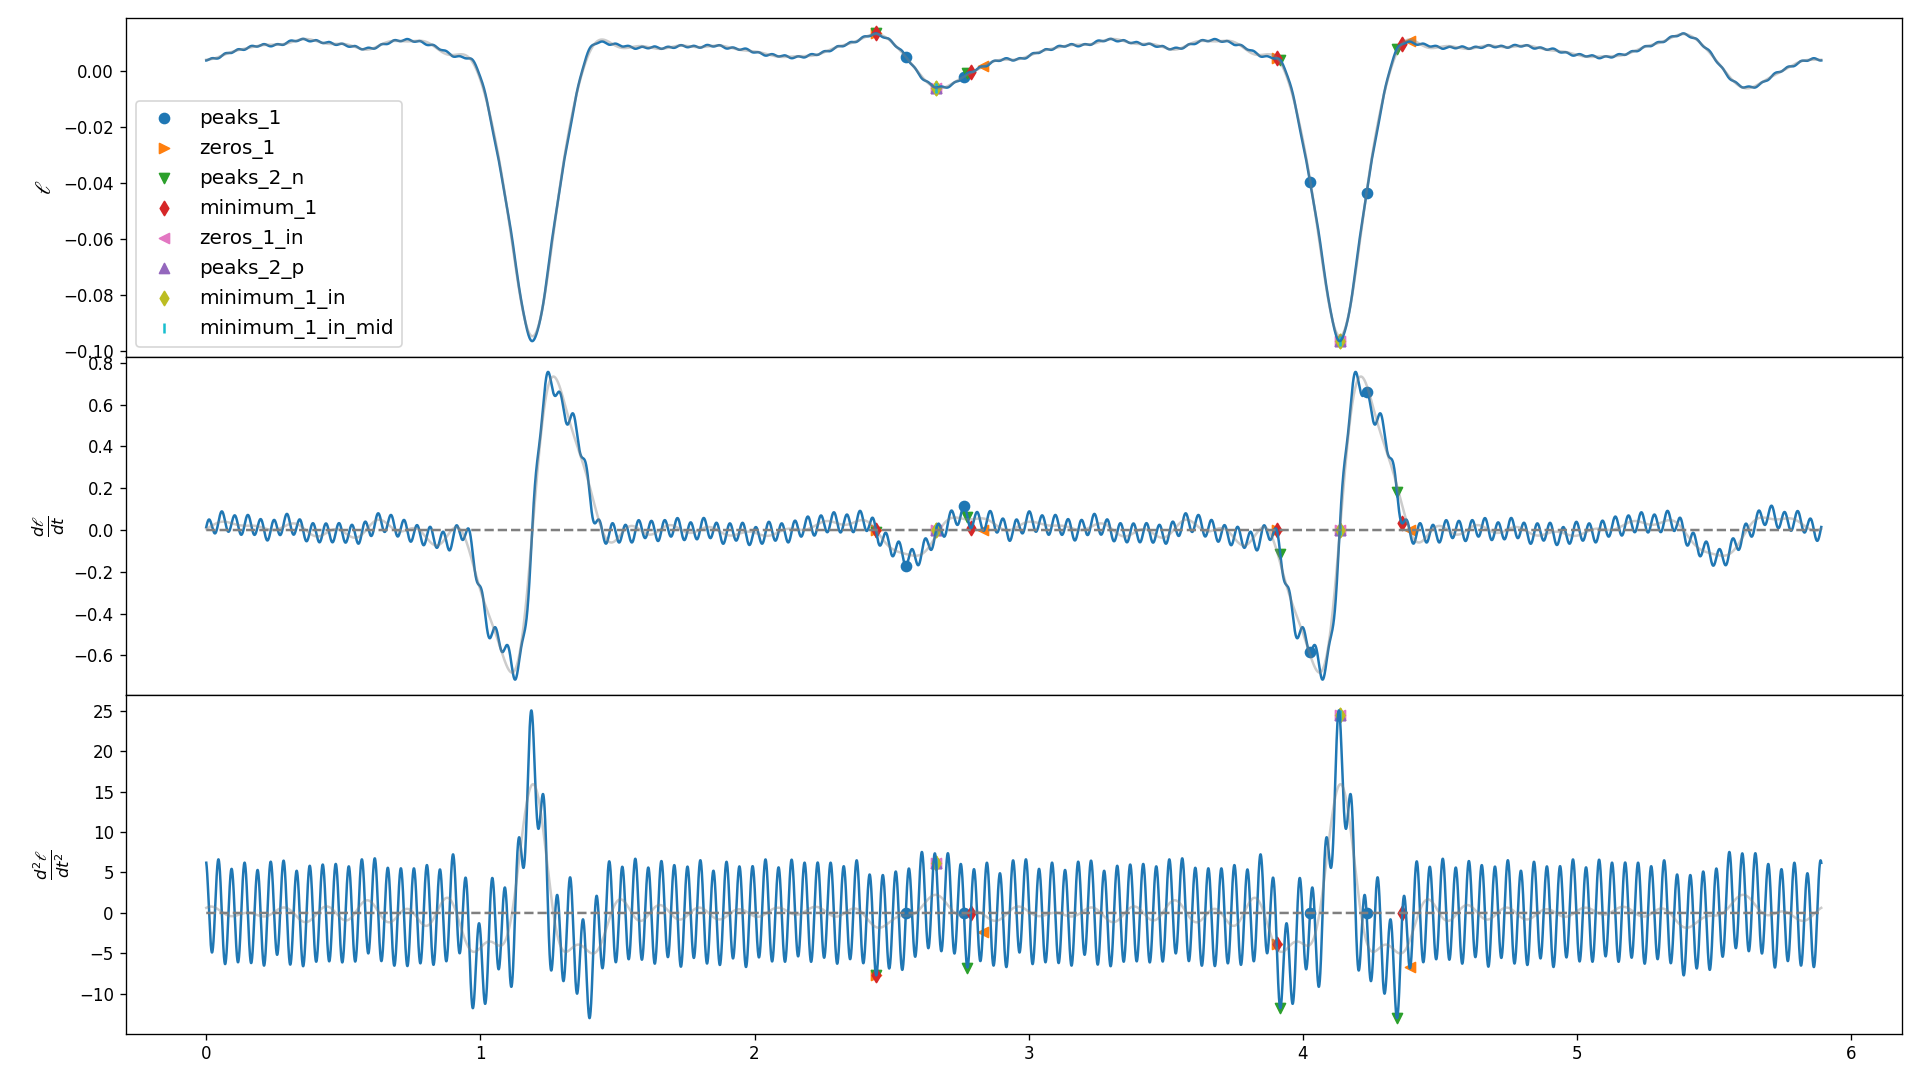 0.00
−0.02
−0.04
−0.06
−0.08
−0.10
ℓ
peaks_1
zeros_1
peaks_2_n
minimum_1
zeros_1_in
peaks_2_p
minimum_1_in
minimum_1_in_mid
0.8
0.6
0.4
0.2
0.0
−0.2
−0.4
−0.6
dℓ
dt
25
20
15
10
5
0
−5
−10
d²ℓ
dt²
0 1 2 3 4 5 6